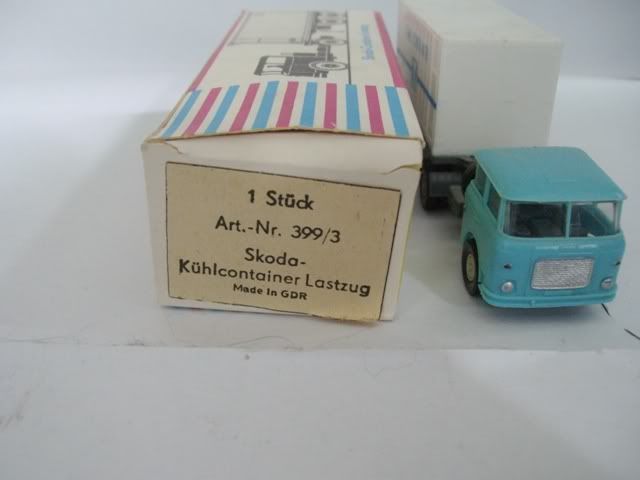 1 Stück
Art.-Nr. 399/3
Skoda-
Kühlcontainer Lastzug
Made in GDR